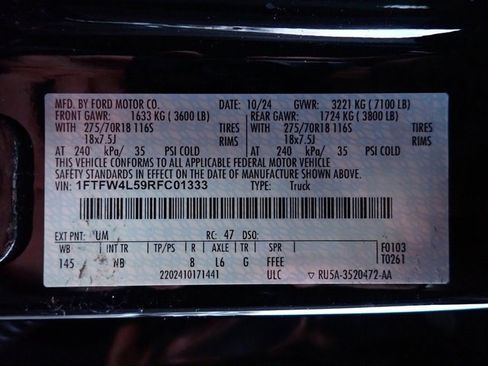 MFD. BY FORD MOTOR CO. 10/24 GVWR: 3221 KG ( 7100 LB)
FRONT GAWR: 1633 KG ( 3600 LB) REAR GAWR: 1724 KG ( 3800 LB)
WITH 275/70R18 116S TIRES WITH 275/70R18 116S TIRES
18x7.5J RIMS 18x7.5J RIMS
AT 240 kPa/ 35 PSI COLD AT 240 kPa/ 35 PSI COLD
THIS VEHICLE CONFORMS TO ALL APPLICABLE FEDERAL MOTOR VEHICLE
SAFETY STANDARDS IN EFFECT ON THE DATE OF MANUFACTURE SHOWN ABOVE.
VIN: 1FTFW4L59RFC01333 TYPE: Truck
EXT PNT: UM RC: 47 DSO:
WB INT TR TP/PS R AXLE TR SPR F0103
145 NB 8 L6 G FFEE T0261
2202410171441 ULC ▽ RU5A-3520472-AA